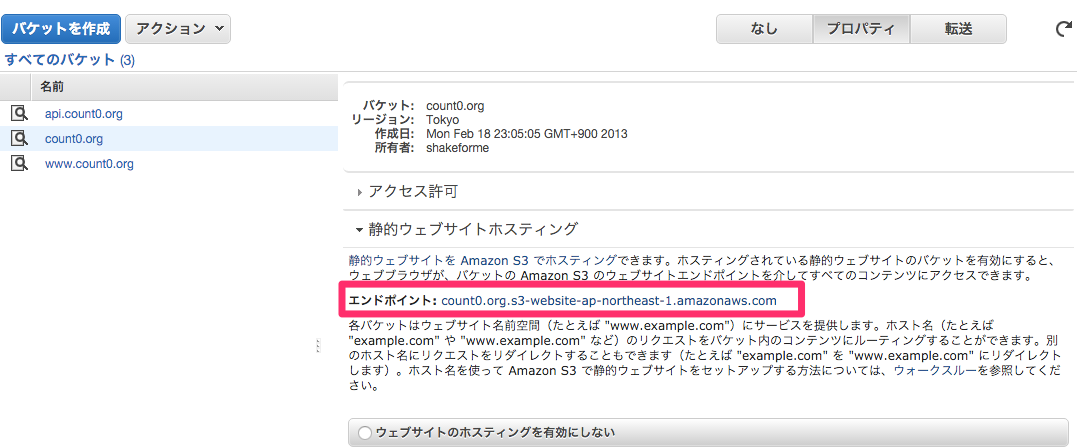 バケットを作成 アクション なし プロパティ 転送
すべてのバケット (3)
名前
api.count0.org
count0.org
www.count0.org
バケット: count0.org
リージョン: Tokyo
作成日: Mon Feb 18 23:05:05 GMT+900 2013
所有者: shakeforme
アクセス許可
静的ウェブサイトホスティング
静的ウェブサイトを Amazon S3 でホスティングできます。ホスティングされている静的ウェブサイトのバケットを有効にすると、
ウェブブラウザが、バケットの Amazon S3 のウェブサイトエンドポイントを介してすべてのコンテンツにアクセスできます。
エンドポイント: count0.org.s3-website-ap-northeast-1.amazonaws.com
各バケットはウェブサイト名前空間（たとえば "www.example.com"）にサービスを提供します。ホスト名（たとえば
"example.com" や "www.example.com" など）のリクエストをバケット内のコンテンツにルーティングすることができます。別
のホスト名にリクエストをリダイレクトすることもできます（たとえば "example.com" を "www.example.com" にリダイレクト
します）。ホスト名を使って Amazon S3 で静的ウェブサイトをセットアップする方法については、ウォークスルーを参照してくだ
さい。
ウェブサイトのホスティングを有効にしない